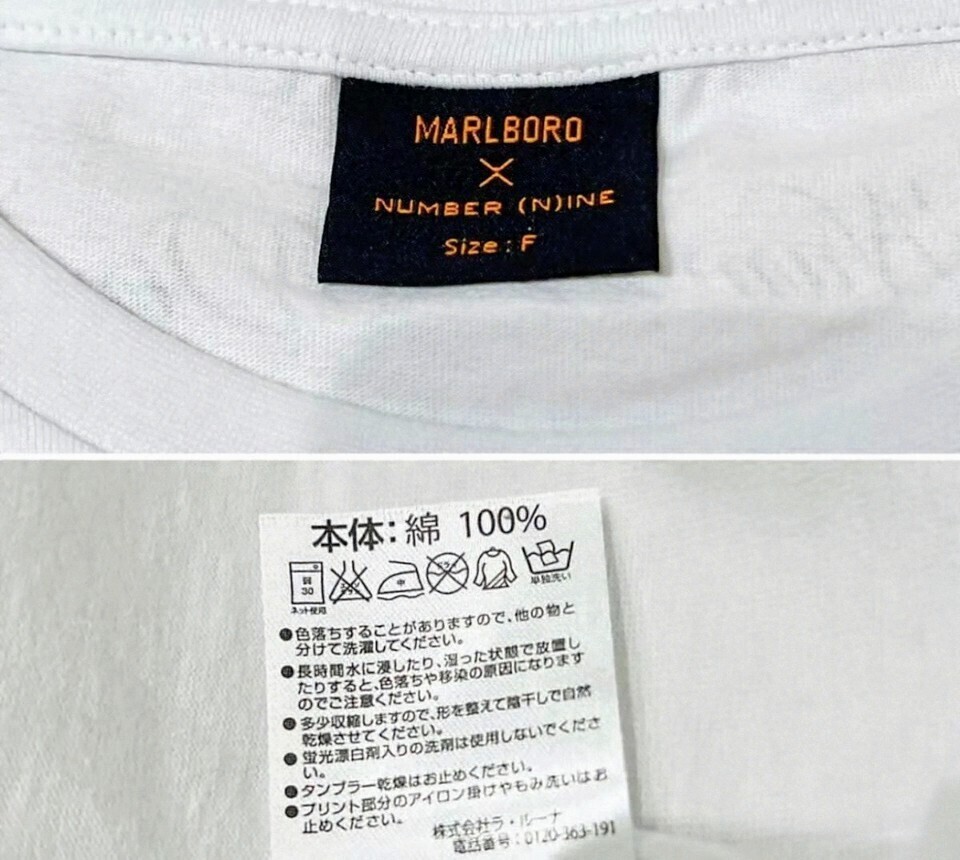 MARLBORO
X
NUMBER (N)INE
Size : F
本体：綿 100%
弱
30
中
ネット使用
単独洗い
●色落ちすることがありますので、他の物と
分けて洗濯してください。
●長時間水に浸したり、湿った状態で放置し
たりすると、色落ちや移染の原因になります
のでご注意ください。
●多少収縮しますので、形を整えて陰干しで自然
乾燥させてください。
●蛍光漂白剤入りの洗剤は使用しないでくださ
い。
●タンブラー乾燥はお止めください。
●プリント部分のアイロン掛けやもみ洗いはお
止めください。
株式会社ラ・ルーナ
電話番号：0120-363-191